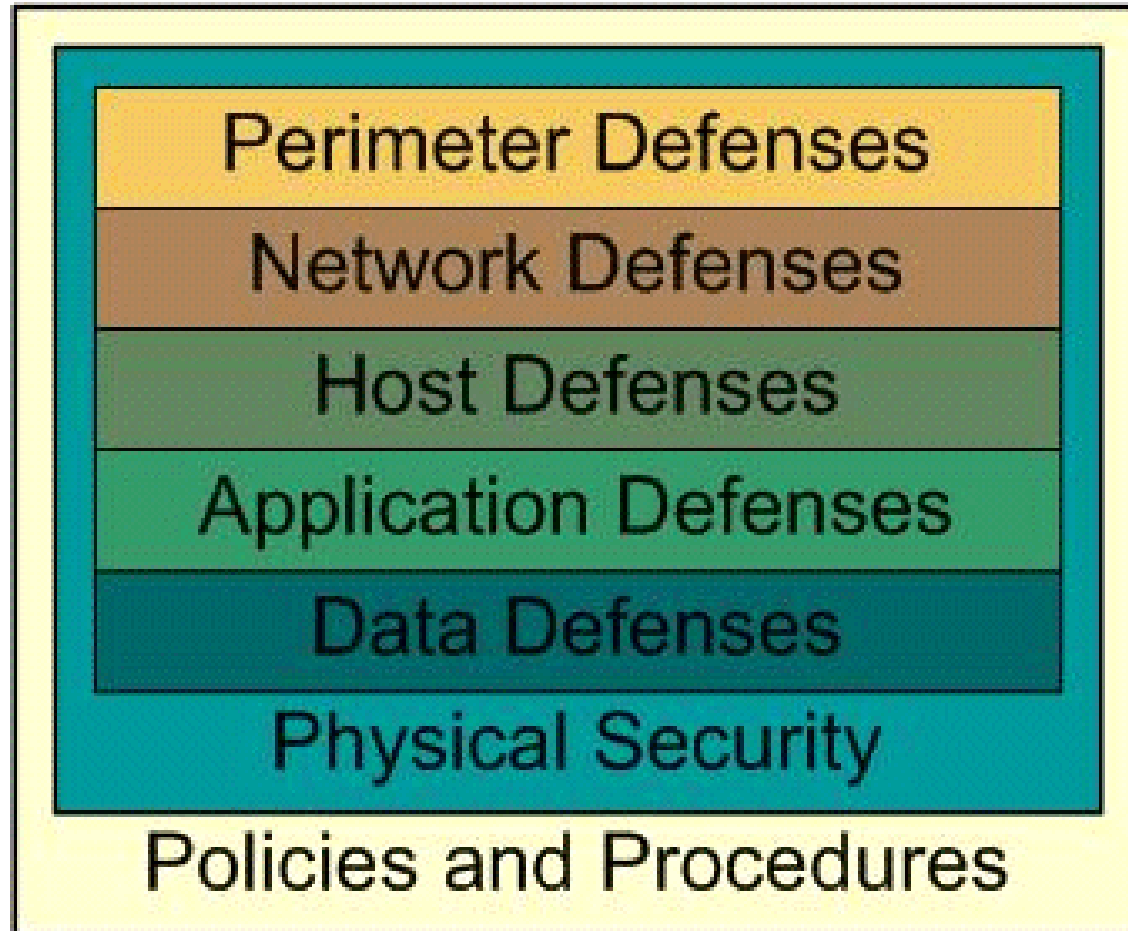 Perimeter Defenses
Network Defenses
Host Defenses
Application Defenses
Data Defenses
Physical Security
Policies and Procedures